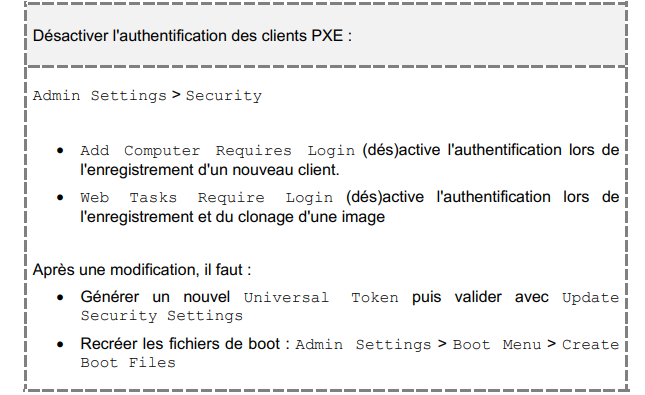 Désactiver l'authentification des clients PXE :
Admin Settings > Security
• Add Computer Requires Login (dés)active l'authentification lors de
l'enregistrement d'un nouveau client.
• Web Tasks Require Login (dés)active l'authentification lors de
l'enregistrement et du clonage d'une image
Après une modification, il faut :
• Générer un nouvel Universal Token puis valider avec Update
Security Settings
• Recréer les fichiers de boot : Admin Settings > Boot Menu > Create
Boot Files